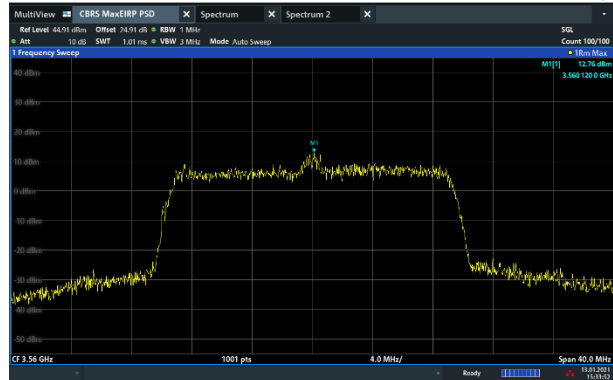 MultiView CBRS MaxEIRP PSD X Spectrum X Spectrum 2 X
Ref Level 44.91 dBm Offset 24.91 dB RBW 1 MHz SGL
Att 10 dB SWT 1.01 ms VBW 3 MHz Mode Auto Sweep Count 100/100
1 Frequency Sweep 1Rm Max
M1[1] 12.76 dBm
3.560 120 0 GHz
40 dBm
30 dBm
20 dBm
M1
10 dBm
0 dBm
-10 dBm
-20 dBm
-30 dBm
-40 dBm
-50 dBm
CF 3.56 GHz 1001 pts 4.0 MHz/ Span 40.0 MHz
Ready 13.01.2021
15:33:52